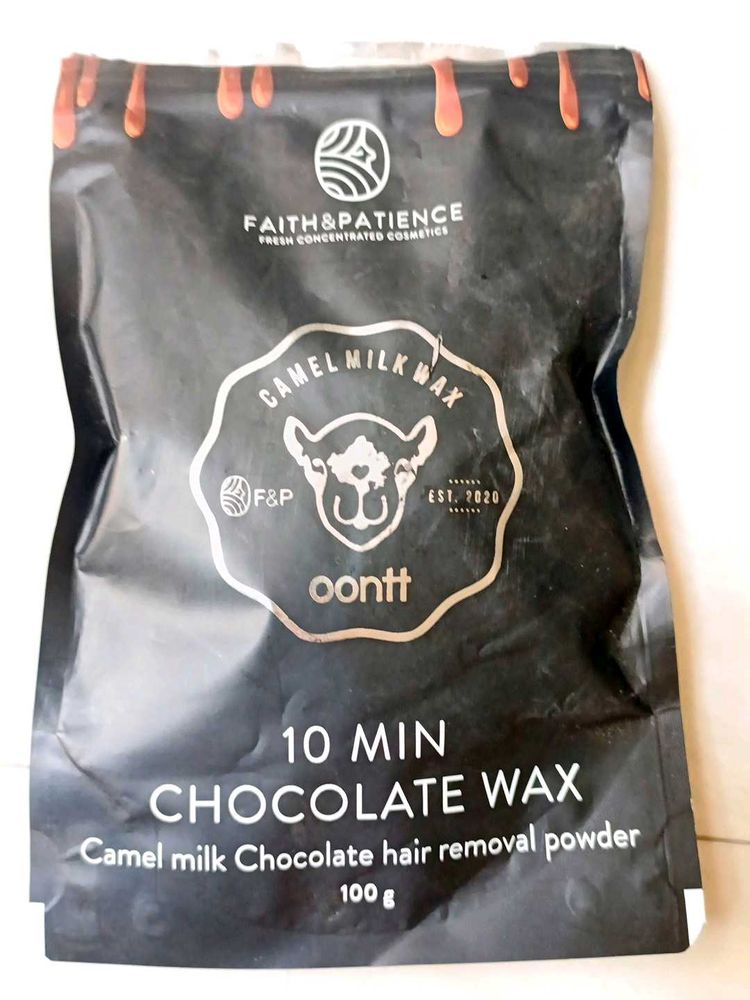 FAITH&PATIENCE
FRESH CONCENTRATED COSMETICS
CAMEL MILK WAX
F&P
EST. 2020
oontt
10 MIN
CHOCOLATE WAX
Camel milk Chocolate hair removal powder
100 g